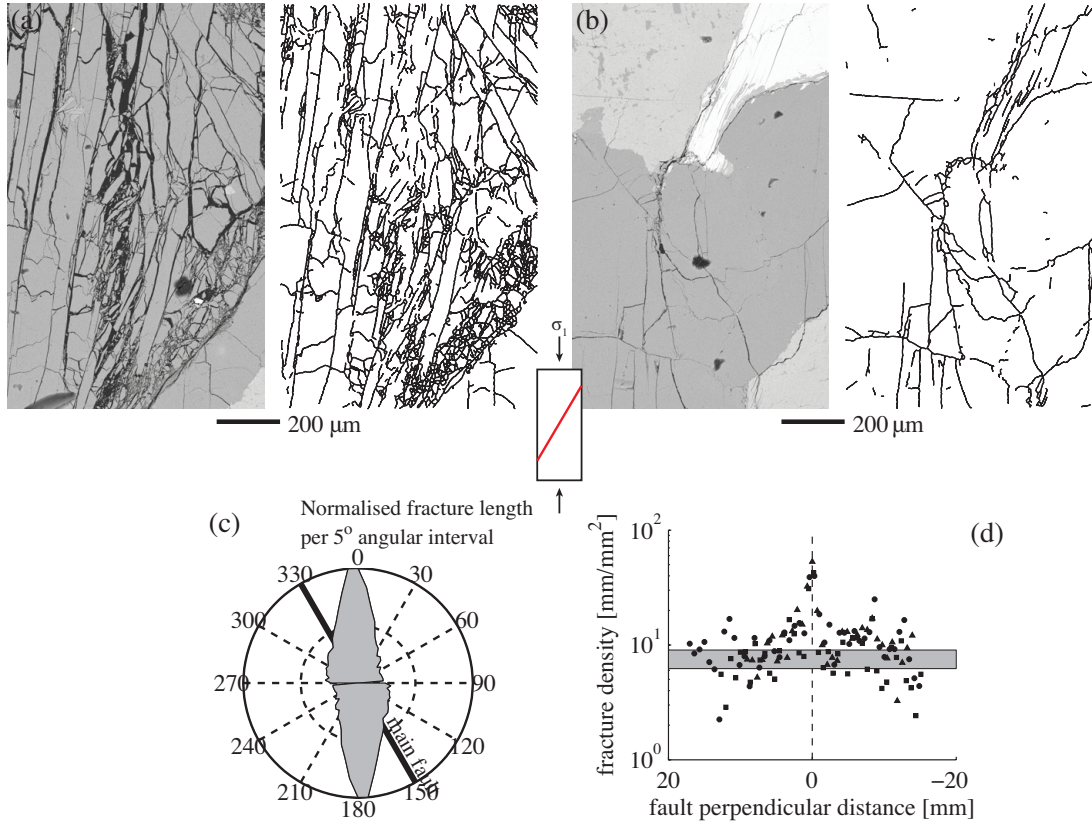 (a)
(b)
σ1
200 μm
200 μm
(c)
Normalised fracture length
per 5° angular interval
0
30
60
90
120
150
180
210
240
270
300
330
main fault
(d)
fracture density [mm/mm²]
10²
10¹
10⁰
20
10
0
−10
−20
fault perpendicular distance [mm]